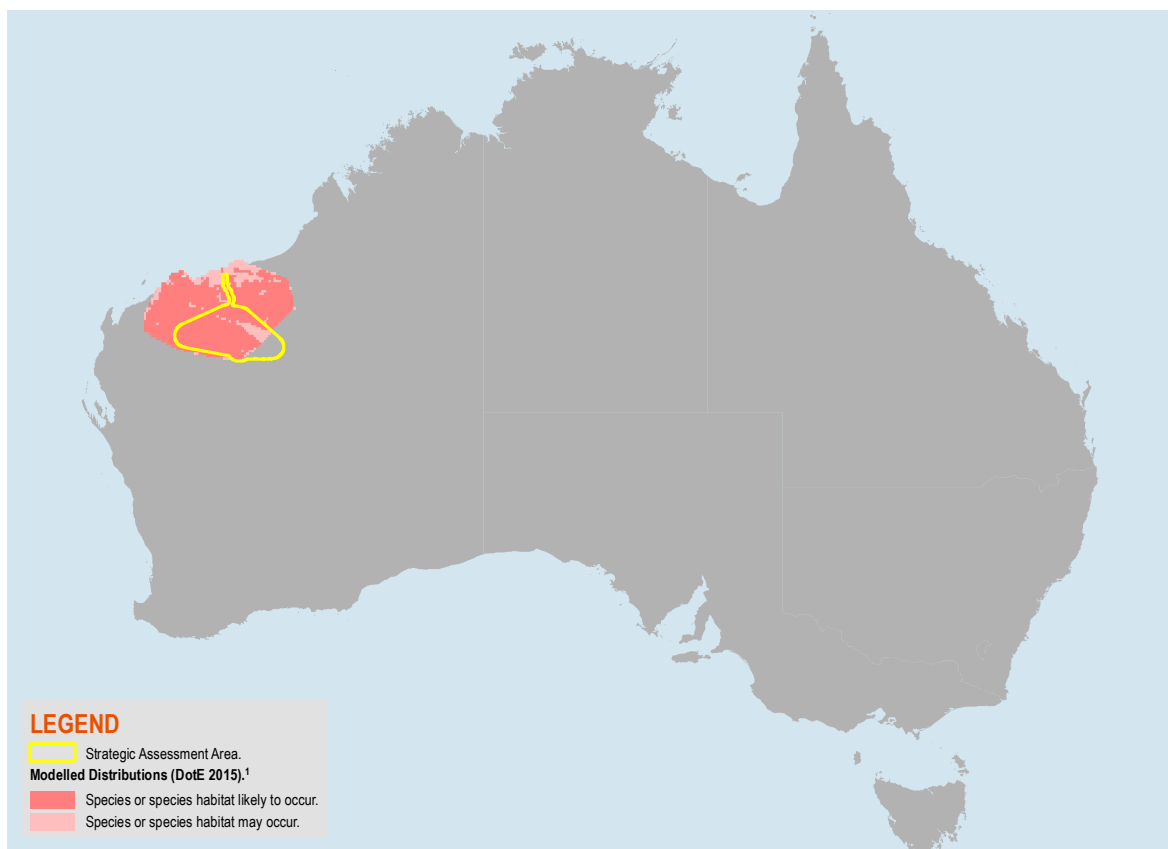 LEGEND
Strategic Assessment Area.
Modelled Distributions (DotE 2015).¹
Species or species habitat likely to occur.
Species or species habitat may occur.